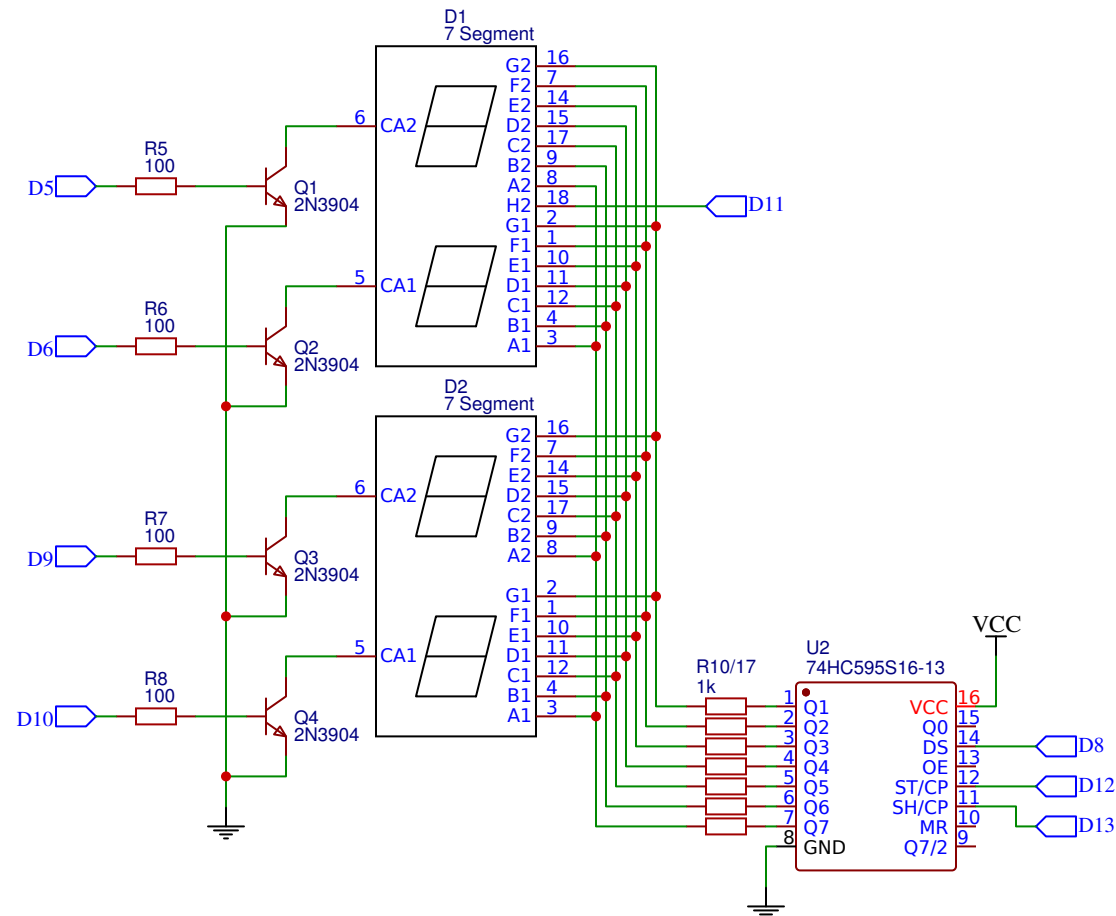 D1
7 Segment
6 CA2
5 CA1
G2 16
F2 7
E2 14
D2 15
C2 17
B2 9
A2 8
H2 18
G1 2
F1 1
E1 10
D1 11
C1 12
B1 4
A1 3
D11
D5
R5
100
Q1
2N3904
D6
R6
100
Q2
2N3904
D2
7 Segment
6 CA2
5 CA1
G2 16
F2 7
E2 14
D2 15
C2 17
B2 9
A2 8
G1 2
F1 1
E1 10
D1 11
C1 12
B1 4
A1 3
D9
R7
100
Q3
2N3904
D10
R8
100
Q4
2N3904
R10/17
1k
VCC
U2
74HC595S16-13
1 Q1
2 Q2
3 Q3
4 Q4
5 Q5
6 Q6
7 Q7
8 GND
VCC 16
Q0 15
DS 14
OE 13
ST/CP 12
SH/CP 11
MR 10
Q7/2 9
D8
D12
D13